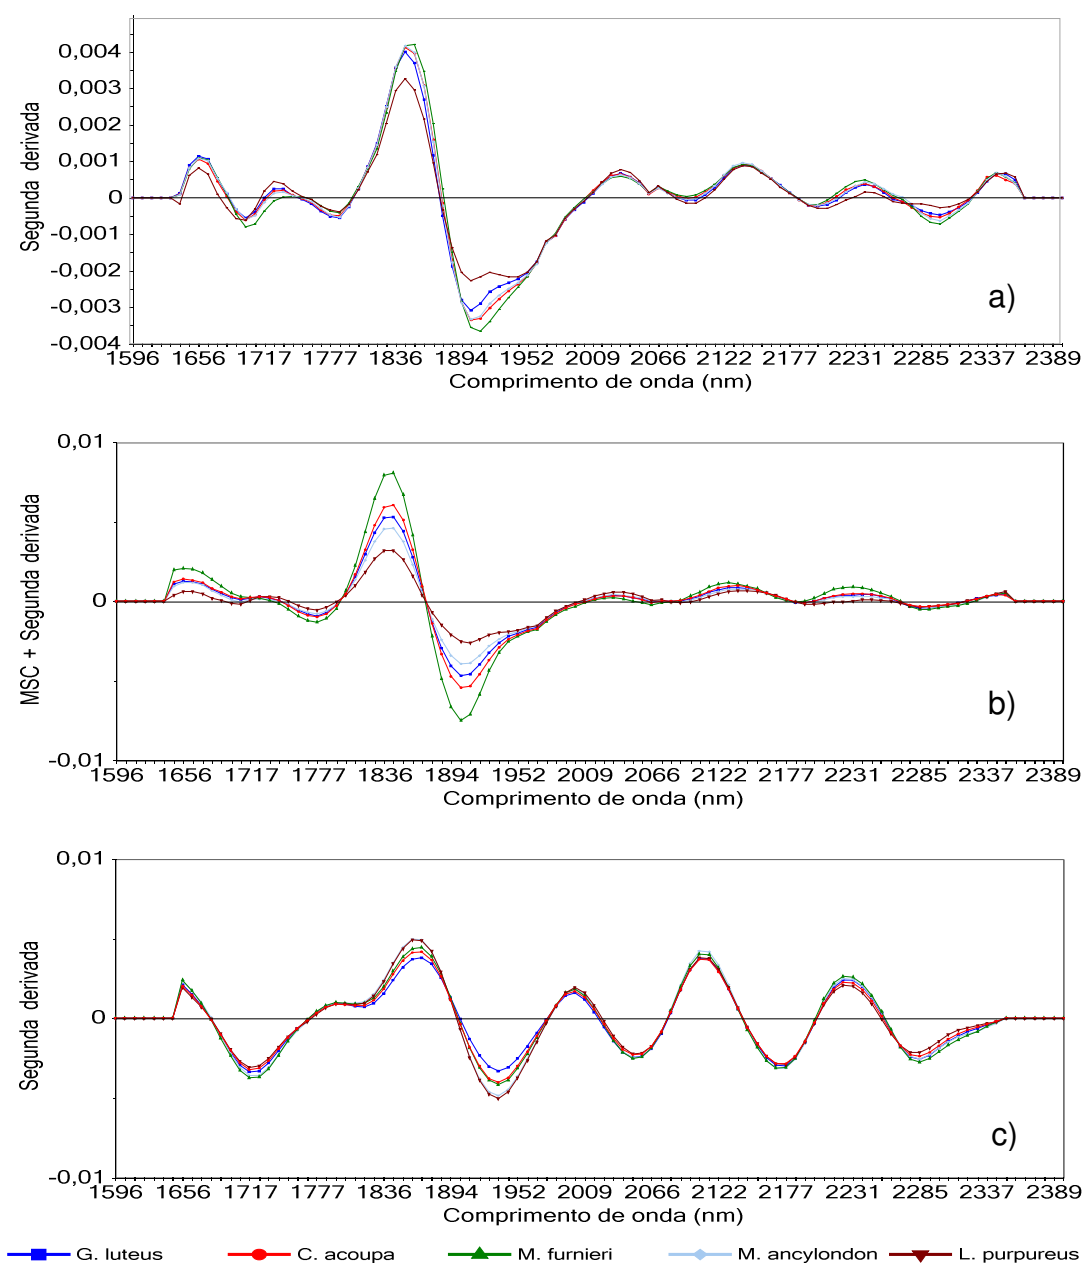 Segunda derivada
0,004
0,003
0,002
0,001
0
-0,001
-0,002
-0,003
-0,004
a)
1596 1656 1717 1777 1836 1894 1952 2009 2066 2122 2177 2231 2285 2337 2389
Comprimento de onda (nm)
MSC + Segunda derivada
0,01
0
-0,01
b)
1596 1656 1717 1777 1836 1894 1952 2009 2066 2122 2177 2231 2285 2337 2389
Comprimento de onda (nm)
Segunda derivada
0,01
0
-0,01
c)
1596 1656 1717 1777 1836 1894 1952 2009 2066 2122 2177 2231 2285 2337 2389
Comprimento de onda (nm)
G. luteus C. acoupa M. furnieri M. ancylondon L. purpureus